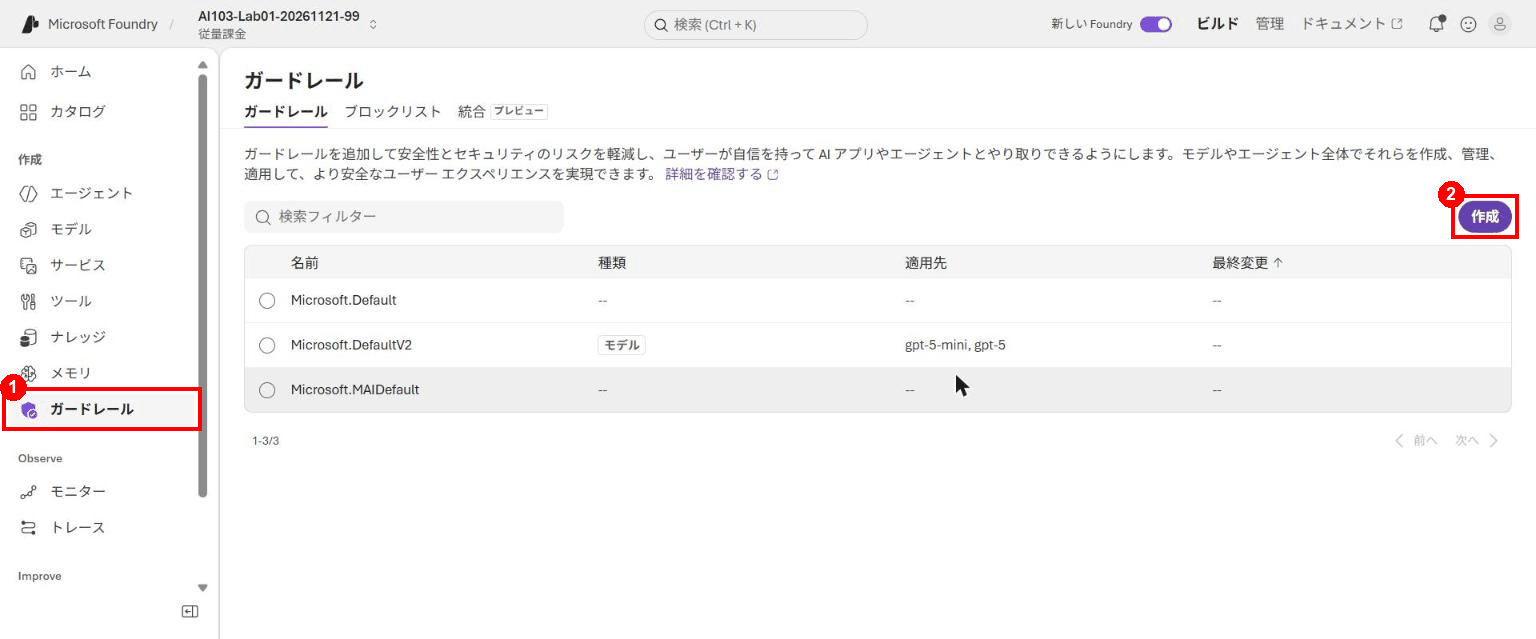 Microsoft Foundry / AI103-Lab01-20261121-99
従量課金
検索 (Ctrl + K)
新しい Foundry ビルド 管理 ドキュメント
ホーム
カタログ
作成
エージェント
モデル
サービス
ツール
ナレッジ
メモリ
1
ガードレール
Observe
モニター
トレース
Improve
ガードレール
ガードレール ブロックリスト 統合 プレビュー
ガードレールを追加して安全性とセキュリティのリスクを軽減し、ユーザーが自信を持って AI アプリやエージェントとやり取りできるようにします。モデルやエージェント全体でそれらを作成、管理、
適用して、より安全なユーザー エクスペリエンスを実現できます。 詳細を確認する
検索フィルター
2
作成
名前 種類 適用先 最終変更 ↑
Microsoft.Default -- -- --
Microsoft.DefaultV2 モデル gpt-5-mini, gpt-5 --
Microsoft.MAIDefault -- -- --
1-3/3 前へ 次へ